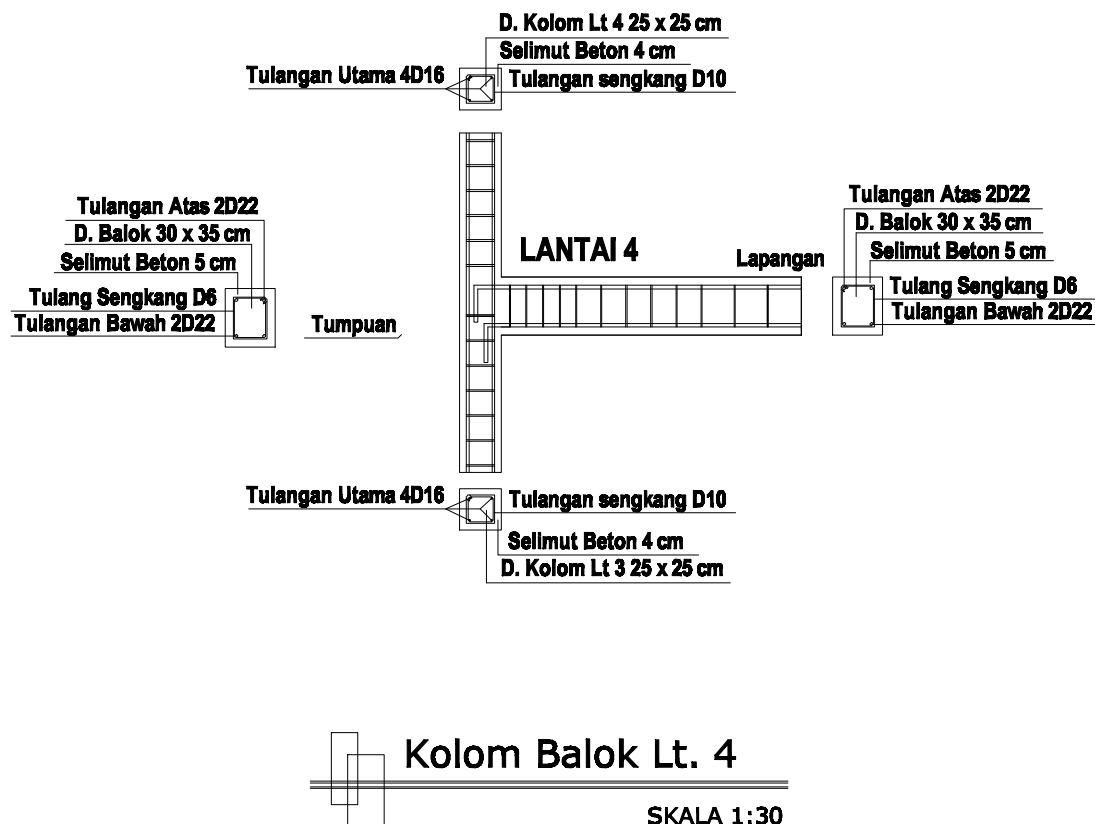 D. Kolom Lt 4 25 x 25 cm
Selimut Beton 4 cm
Tulangan Utama 4D16
Tulangan sengkang D10
Tulangan Atas 2D22
D. Balok 30 x 35 cm
Selimut Beton 5 cm
Tulang Sengkang D6
Tulangan Bawah 2D22
Tumpuan
LANTAI 4
Lapangan
Tulangan Atas 2D22
D. Balok 30 x 35 cm
Selimut Beton 5 cm
Tulang Sengkang D6
Tulangan Bawah 2D22
Tulangan Utama 4D16
Tulangan sengkang D10
Selimut Beton 4 cm
D. Kolom Lt 3 25 x 25 cm
Kolom Balok Lt. 4
SKALA 1:30